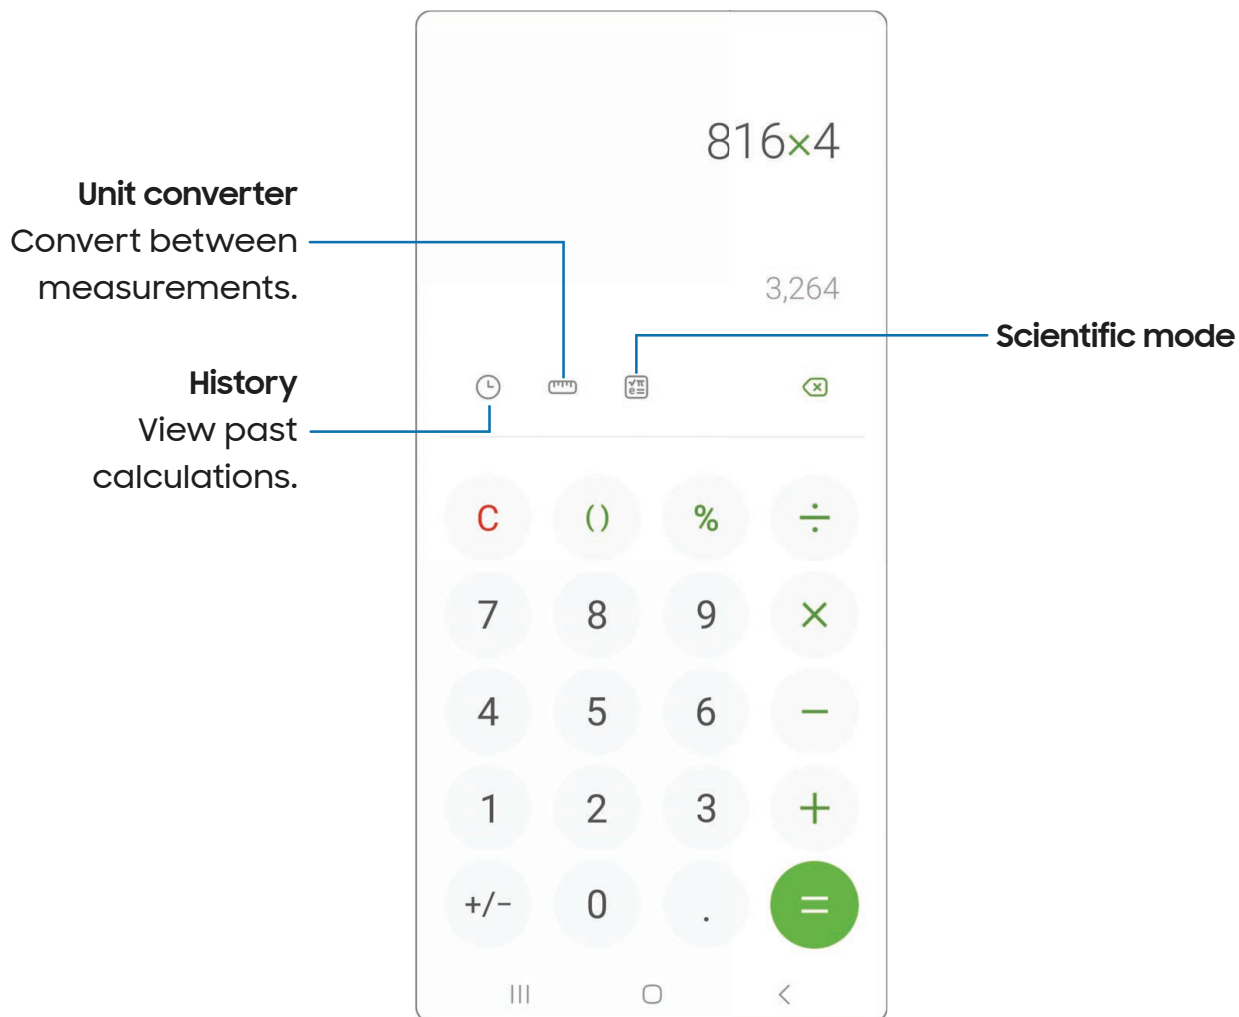 816×4
Unit converter
Convert between
measurements.
3,264
Scientific mode
History
View past
calculations.
√π
e=
C () % ÷
7 8 9 ×
4 5 6 −
1 2 3 +
+/− 0 . =